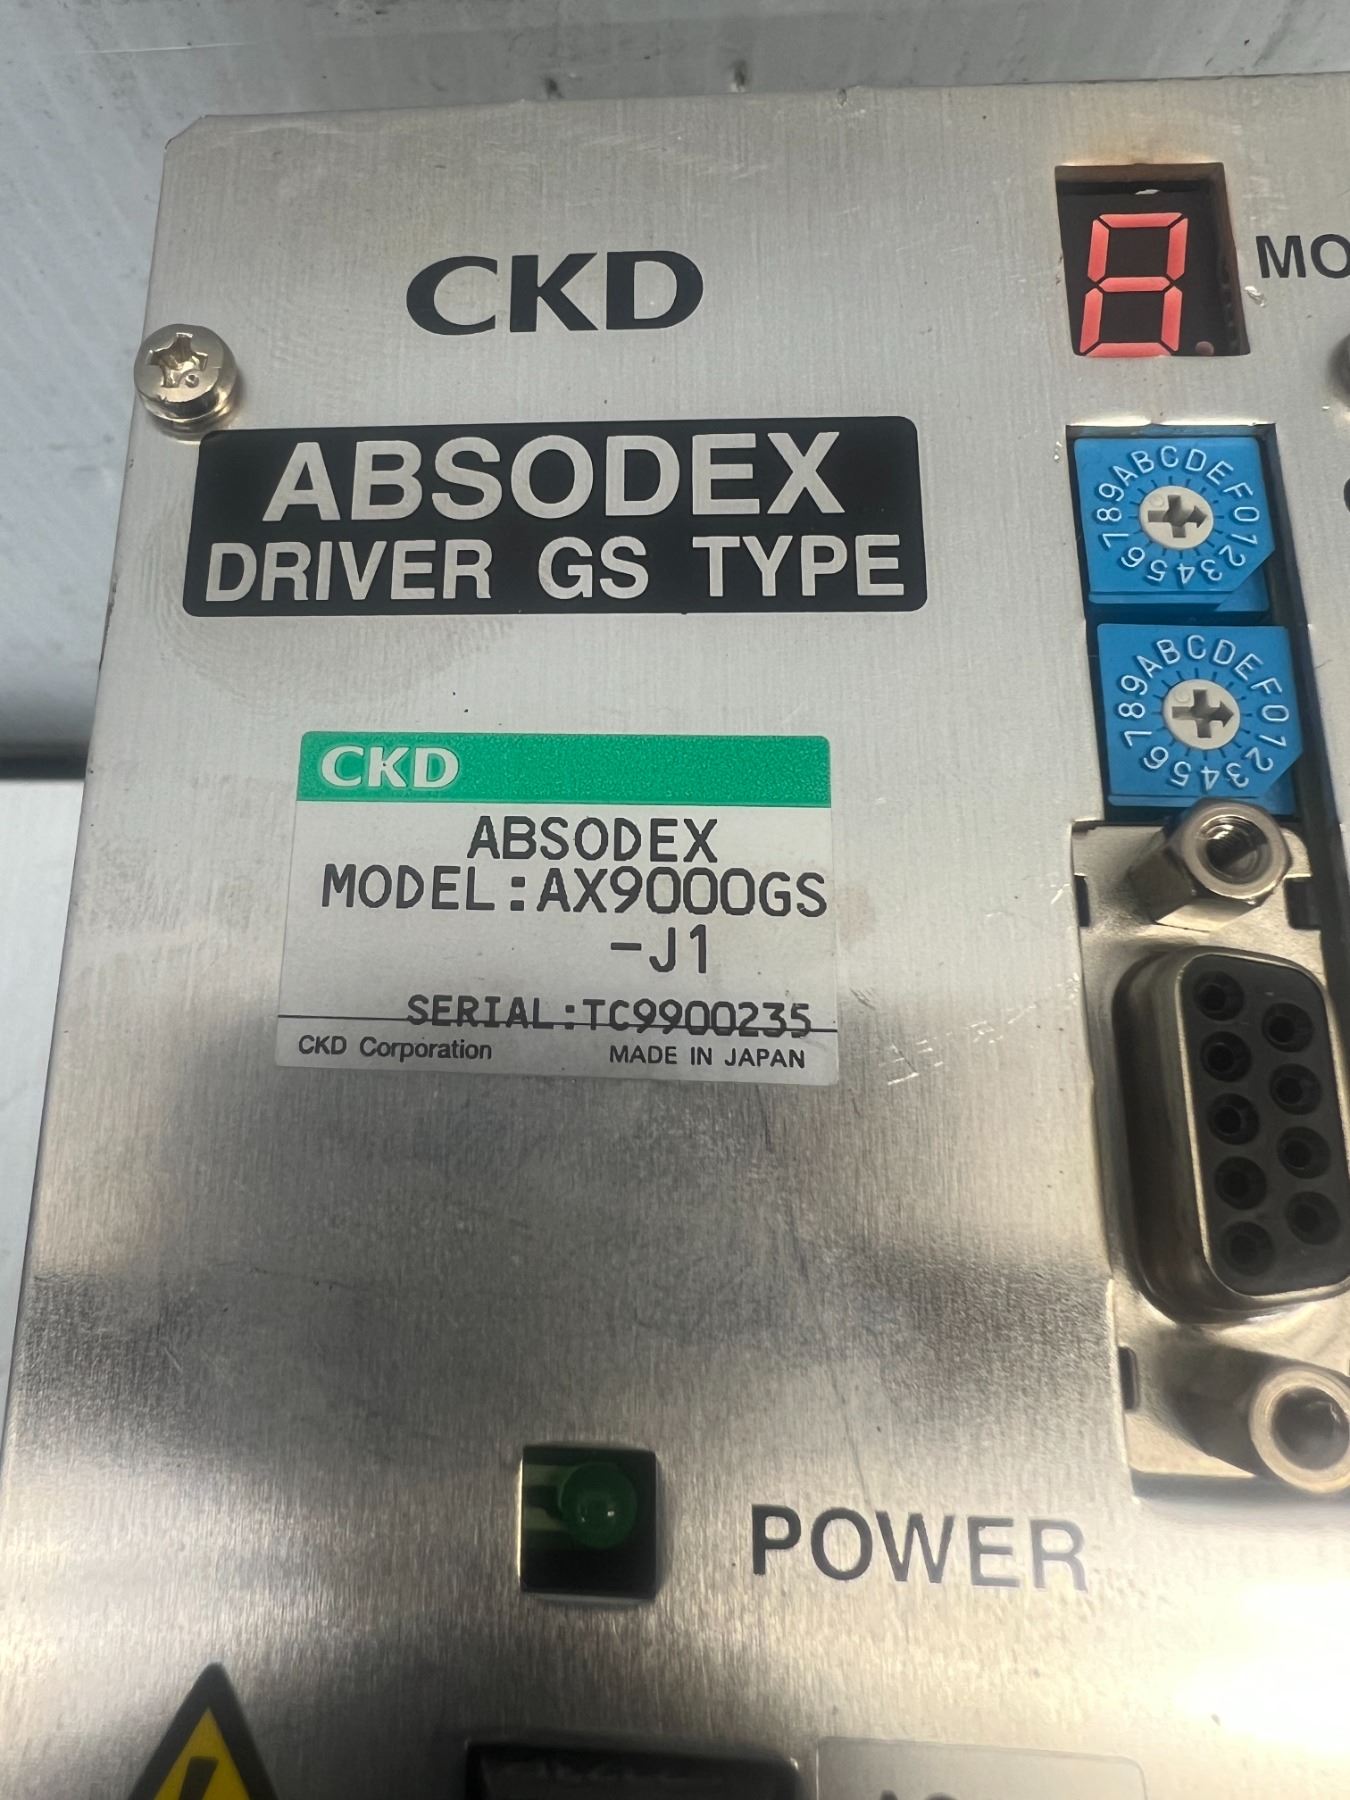 CKD
A
MO
ABSODEX
DRIVER GS TYPE
789ABCDEF0123456
789ABCDEF0123456
CKD
ABSODEX
MODEL:AX9000GS
-J1
SERIAL:TC9900235
CKD Corporation MADE IN JAPAN
POWER